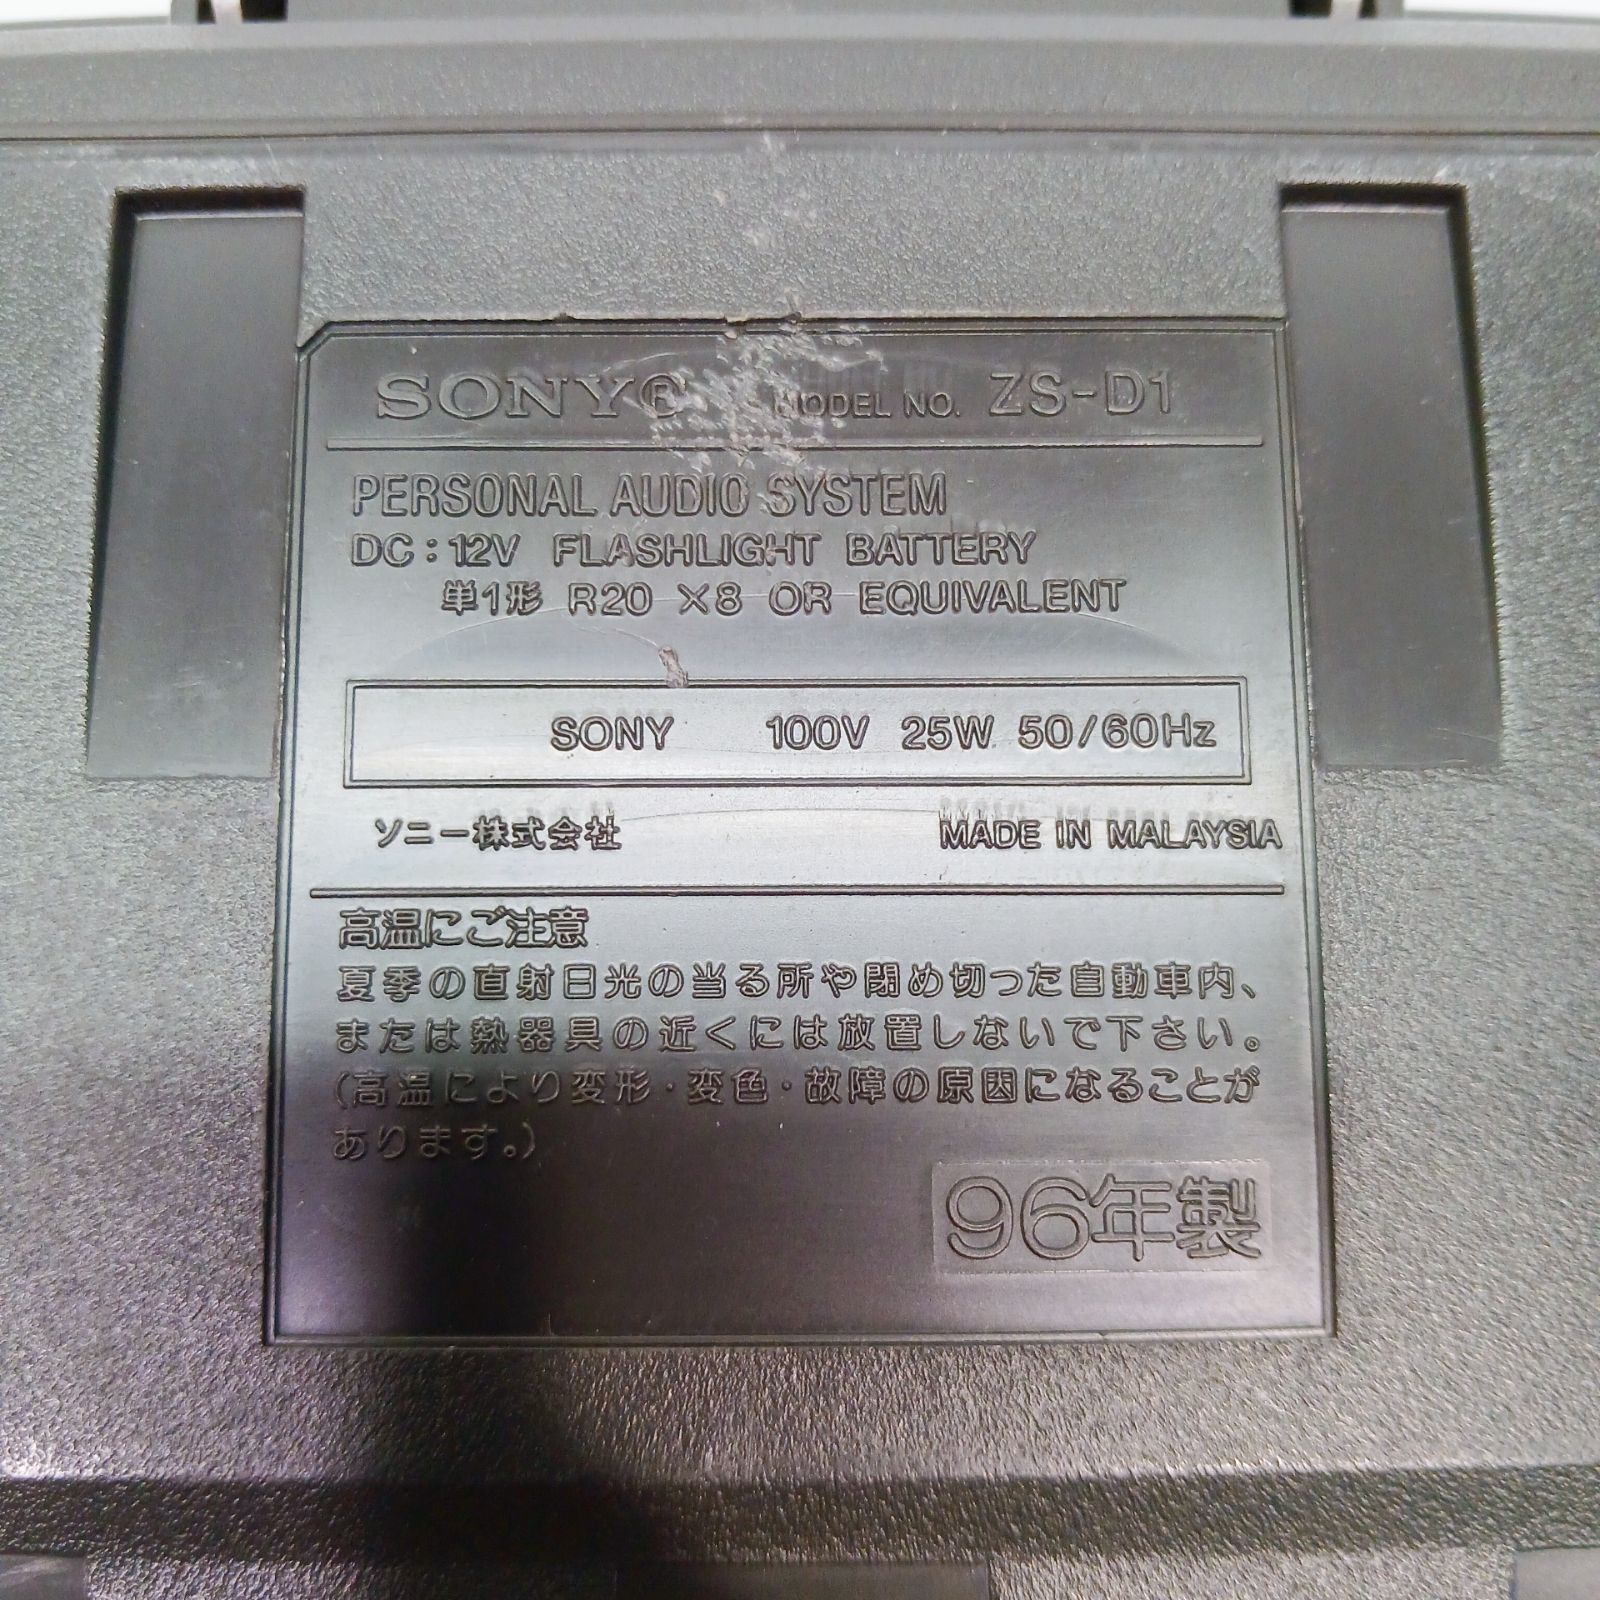 SONY® MODEL NO. ZS-D1
PERSONAL AUDIO SYSTEM
DC : 12V FLASHLIGHT BATTERY
単1形 R20 ×8 OR EQUIVALENT
SONY 100V 25W 50/60Hz
ソニー株式会社 MADE IN MALAYSIA
高温にご注意
夏季の直射日光の当る所や閉め切った自動車内、
または熱器具の近くには放置しないで下さい。
(高温により変形・変色・故障の原因になることが
あります。)
96年製